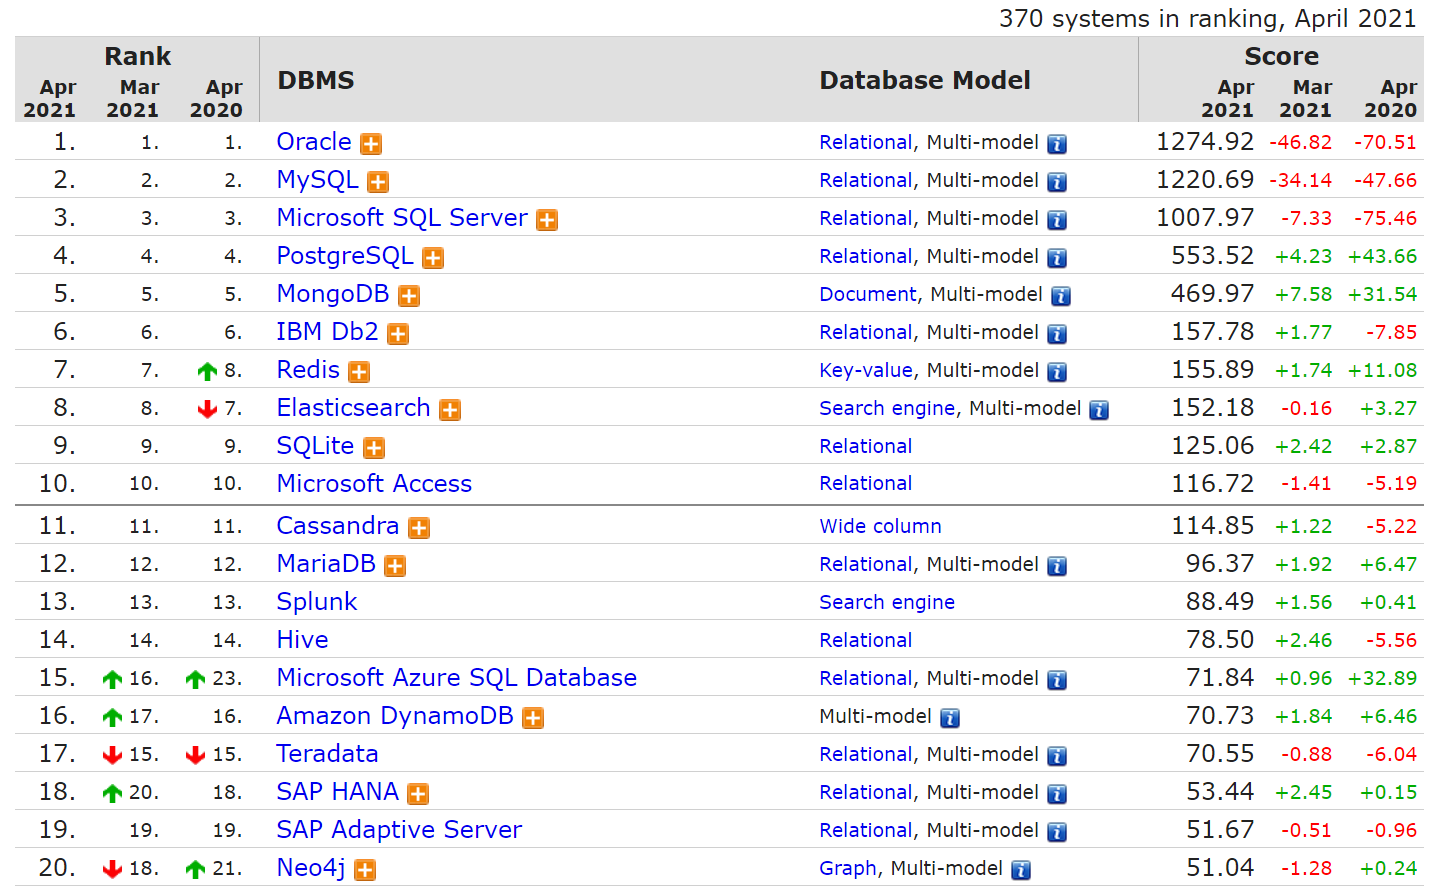 370 systems in ranking, April 2021
Rank DBMS Database Model Score
Apr 2021 Mar 2021 Apr 2020 Apr 2021 Mar 2021 Apr 2020
1. 1. 1. Oracle Relational, Multi-model 1274.92 -46.82 -70.51
2. 2. 2. MySQL Relational, Multi-model 1220.69 -34.14 -47.66
3. 3. 3. Microsoft SQL Server Relational, Multi-model 1007.97 -7.33 -75.46
4. 4. 4. PostgreSQL Relational, Multi-model 553.52 +4.23 +43.66
5. 5. 5. MongoDB Document, Multi-model 469.97 +7.58 +31.54
6. 6. 6. IBM Db2 Relational, Multi-model 157.78 +1.77 -7.85
7. 7. 8. Redis Key-value, Multi-model 155.89 +1.74 +11.08
8. 8. 7. Elasticsearch Search engine, Multi-model 152.18 -0.16 +3.27
9. 9. 9. SQLite Relational 125.06 +2.42 +2.87
10. 10. 10. Microsoft Access Relational 116.72 -1.41 -5.19
11. 11. 11. Cassandra Wide column 114.85 +1.22 -5.22
12. 12. 12. MariaDB Relational, Multi-model 96.37 +1.92 +6.47
13. 13. 13. Splunk Search engine 88.49 +1.56 +0.41
14. 14. 14. Hive Relational 78.50 +2.46 -5.56
15. 16. 23. Microsoft Azure SQL Database Relational, Multi-model 71.84 +0.96 +32.89
16. 17. 16. Amazon DynamoDB Multi-model 70.73 +1.84 +6.46
17. 15. 15. Teradata Relational, Multi-model 70.55 -0.88 -6.04
18. 20. 18. SAP HANA Relational, Multi-model 53.44 +2.45 +0.15
19. 19. 19. SAP Adaptive Server Relational, Multi-model 51.67 -0.51 -0.96
20. 18. 21. Neo4j Graph, Multi-model 51.04 -1.28 +0.24